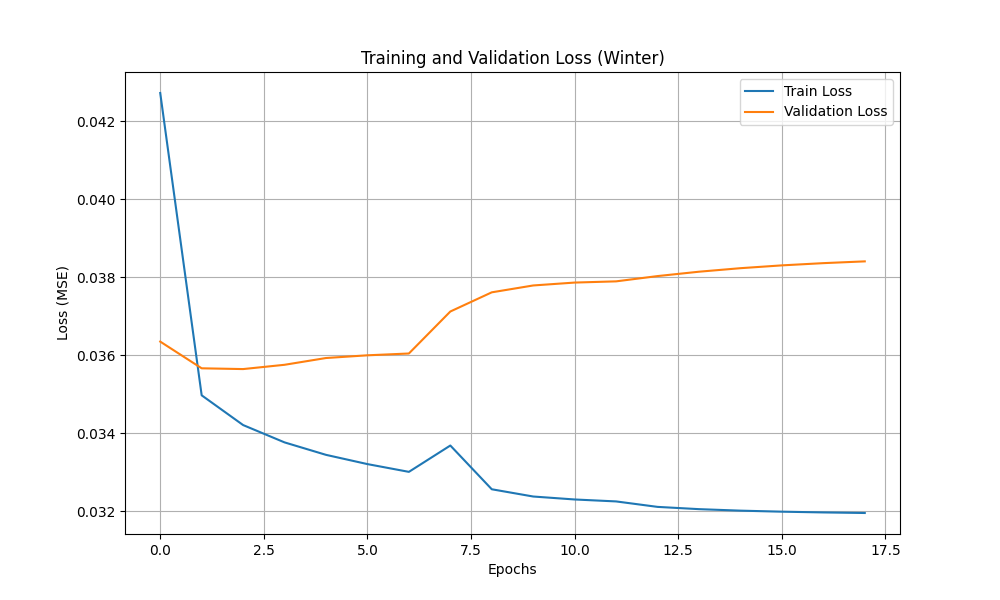 Training and Validation Loss (Winter)
Train Loss
Validation Loss
Loss (MSE)
0.042
0.040
0.038
0.036
0.034
0.032
0.0 2.5 5.0 7.5 10.0 12.5 15.0 17.5
Epochs